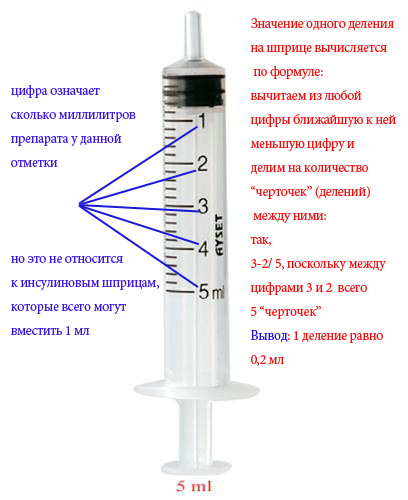 цифра означает
сколько миллилитров
препарата у данной
отметки
но это не относится
к инсулиновым шприцам,
которые всего могут
вместить 1 мл
1
2
3
4
5 ml
AYSET
5 ml
Значение одного деления
на шприце вычисляется
по формуле:
вычитаем из любой
цифры ближайшую к ней
меньшую цифру и
делим на количество
“черточек” (делений)
между ними:
так,
3-2/ 5, поскольку между
цифрами 3 и 2 всего
5 “черточек”
Вывод: 1 деление равно
0,2 мл